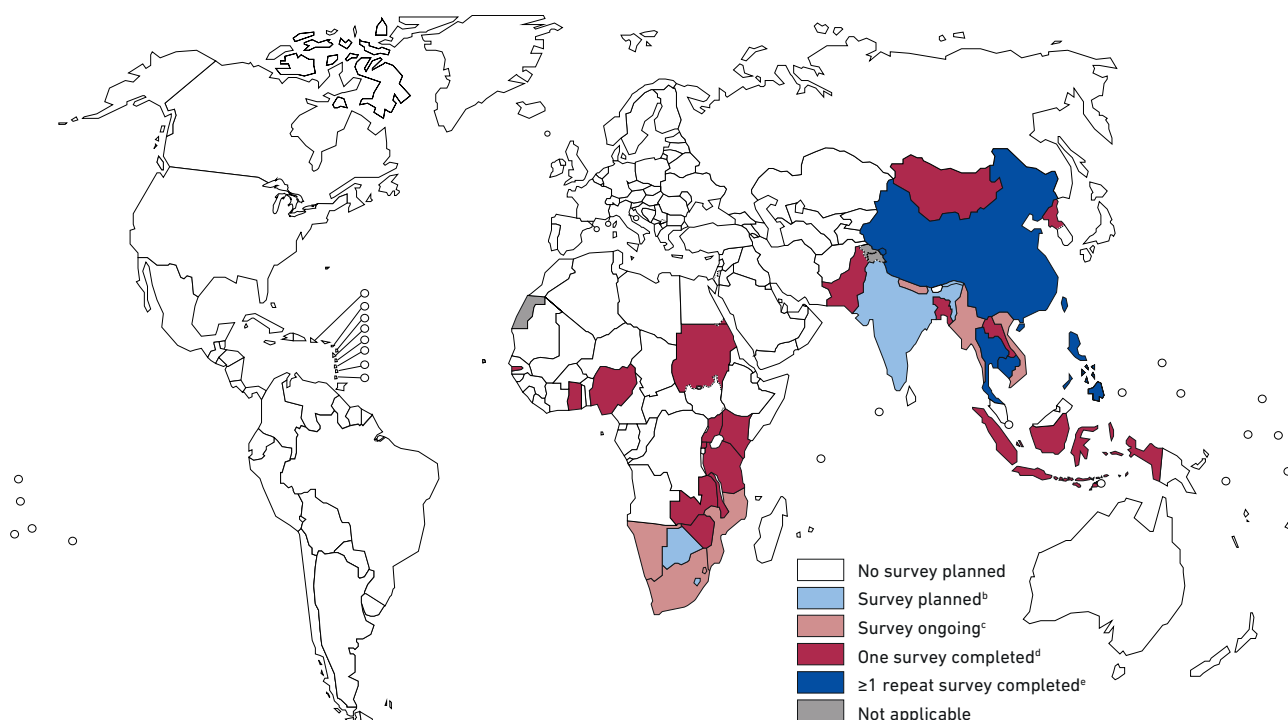 No survey planned
Survey plannedᵇ
Survey ongoingᶜ
One survey completedᵈ
≥1 repeat survey completedᵉ
Not applicable